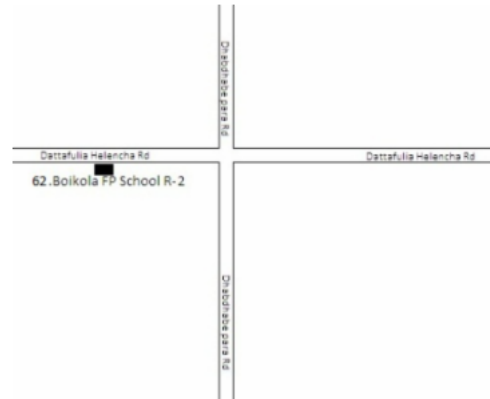 Dhabdhabe para Rd
Dattafulia Helencha Rd
Dattafulia Helencha Rd
62.Boikola FP School R-2
Dhabdhabe para Rd